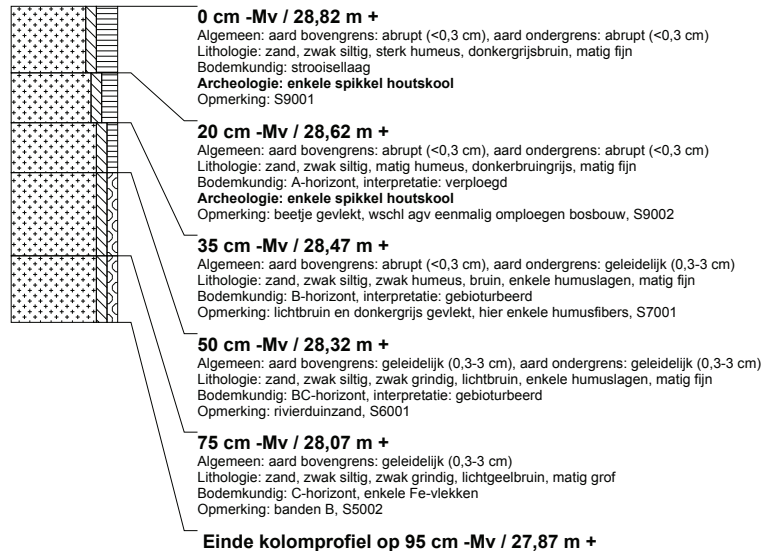 0 cm -Mv / 28,82 m +
Algemeen: aard bovengrens: abrupt (<0,3 cm), aard ondergrens: abrupt (<0,3 cm)
Lithologie: zand, zwak siltig, sterk humeus, donkergrijsbruin, matig fijn
Bodemkundig: strooisellaag
Archeologie: enkele spikkel houtskool
Opmerking: S9001
20 cm -Mv / 28,62 m +
Algemeen: aard bovengrens: abrupt (<0,3 cm), aard ondergrens: abrupt (<0,3 cm)
Lithologie: zand, zwak siltig, matig humeus, donkerbruingrijs, matig fijn
Bodemkundig: A-horizont, interpretatie: verploegd
Archeologie: enkele spikkel houtskool
Opmerking: beetje gevlekt, wschl agv eenmalig omploegen bosbouw, S9002
35 cm -Mv / 28,47 m +
Algemeen: aard bovengrens: abrupt (<0,3 cm), aard ondergrens: geleidelijk (0,3-3 cm)
Lithologie: zand, zwak siltig, zwak humeus, bruin, enkele humuslagen, matig fijn
Bodemkundig: B-horizont, interpretatie: gebioturbeerd
Opmerking: lichtbruin en donkergrijs gevlekt, hier enkele humusfibers, S7001
50 cm -Mv / 28,32 m +
Algemeen: aard bovengrens: geleidelijk (0,3-3 cm), aard ondergrens: geleidelijk (0,3-3 cm)
Lithologie: zand, zwak siltig, zwak grindig, lichtbruin, enkele humuslagen, matig fijn
Bodemkundig: BC-horizont, interpretatie: gebioturbeerd
Opmerking: rivierduinzand, S6001
75 cm -Mv / 28,07 m +
Algemeen: aard bovengrens: geleidelijk (0,3-3 cm)
Lithologie: zand, zwak siltig, zwak grindig, lichtgeelbruin, matig grof
Bodemkundig: C-horizont, enkele Fe-vlekken
Opmerking: banden B, S5002
Einde kolomprofiel op 95 cm -Mv / 27,87 m +